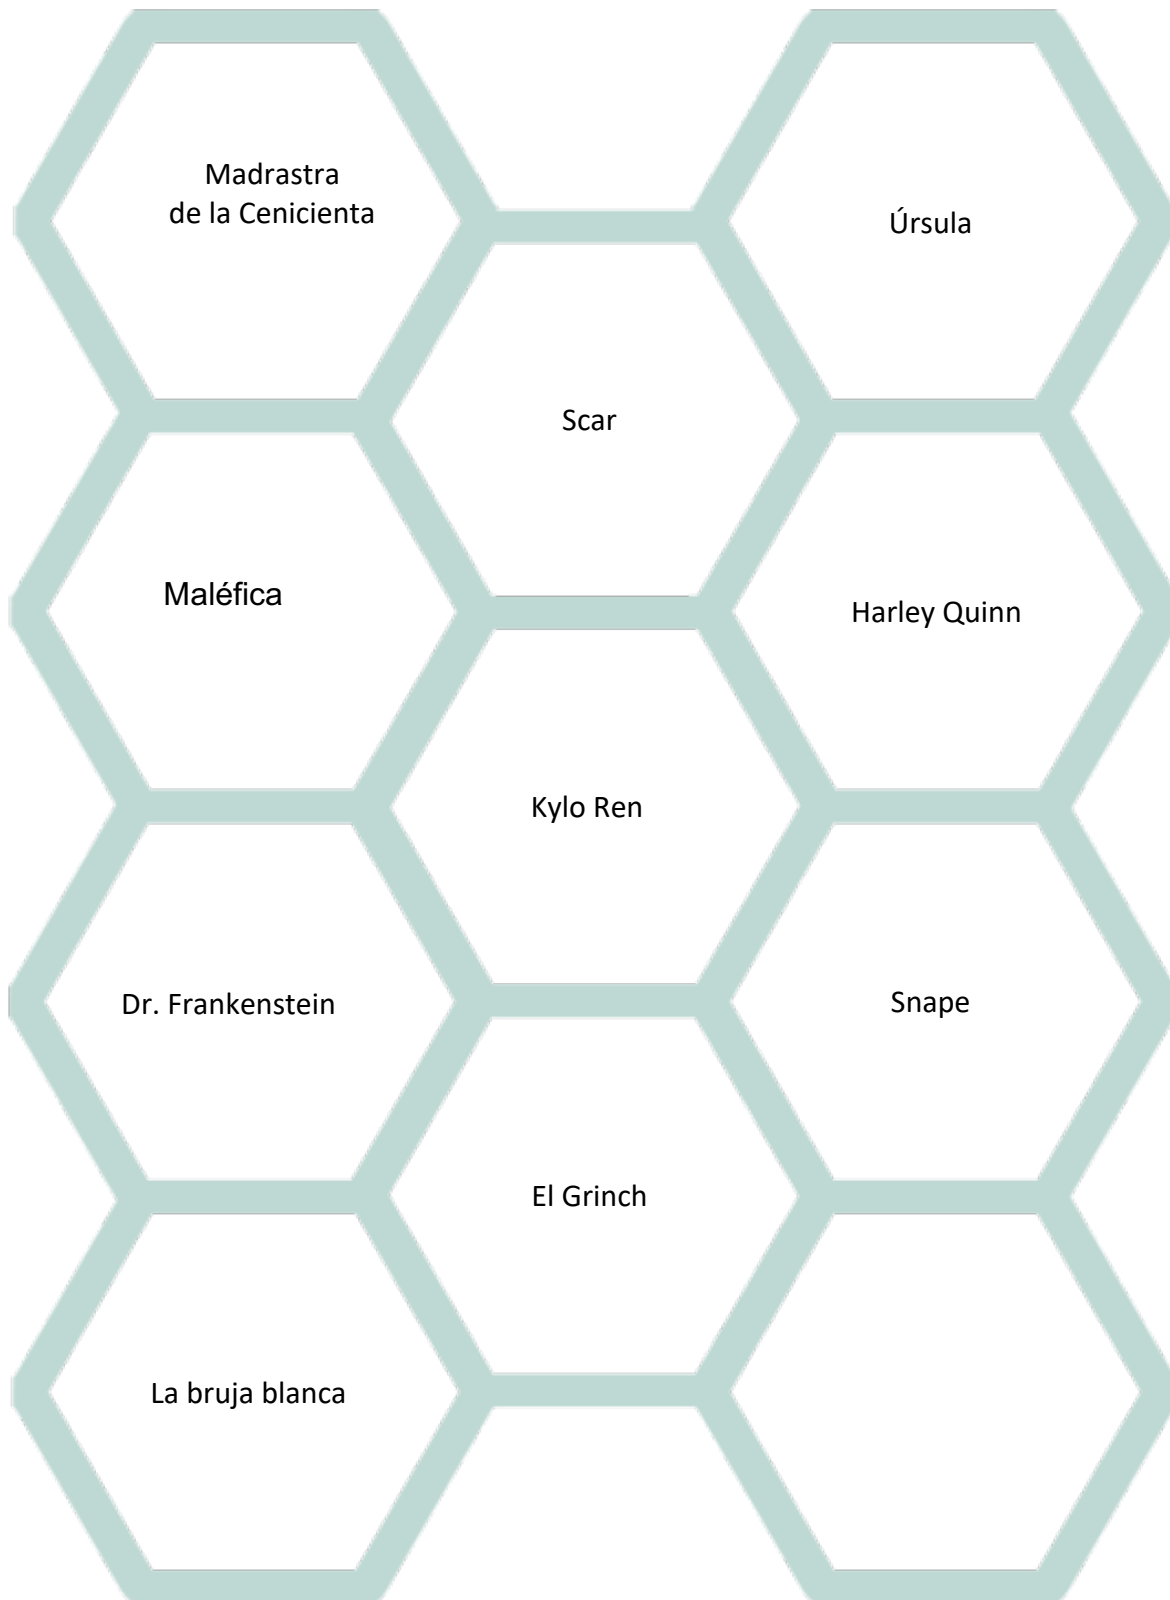 Madrastra
de la Cenicienta
Úrsula
Scar
Maléfica
Harley Quinn
Kylo Ren
Dr. Frankenstein
Snape
El Grinch
La bruja blanca